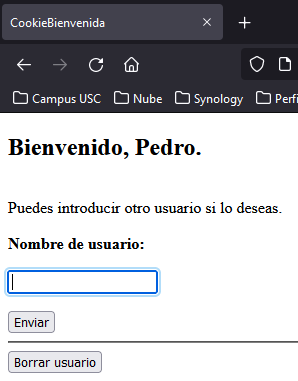 CookieBienvenida
Campus USC Nube Synology Perfi
Bienvenido, Pedro.
Puedes introducir otro usuario si lo deseas.
Nombre de usuario:
Enviar
Borrar usuario